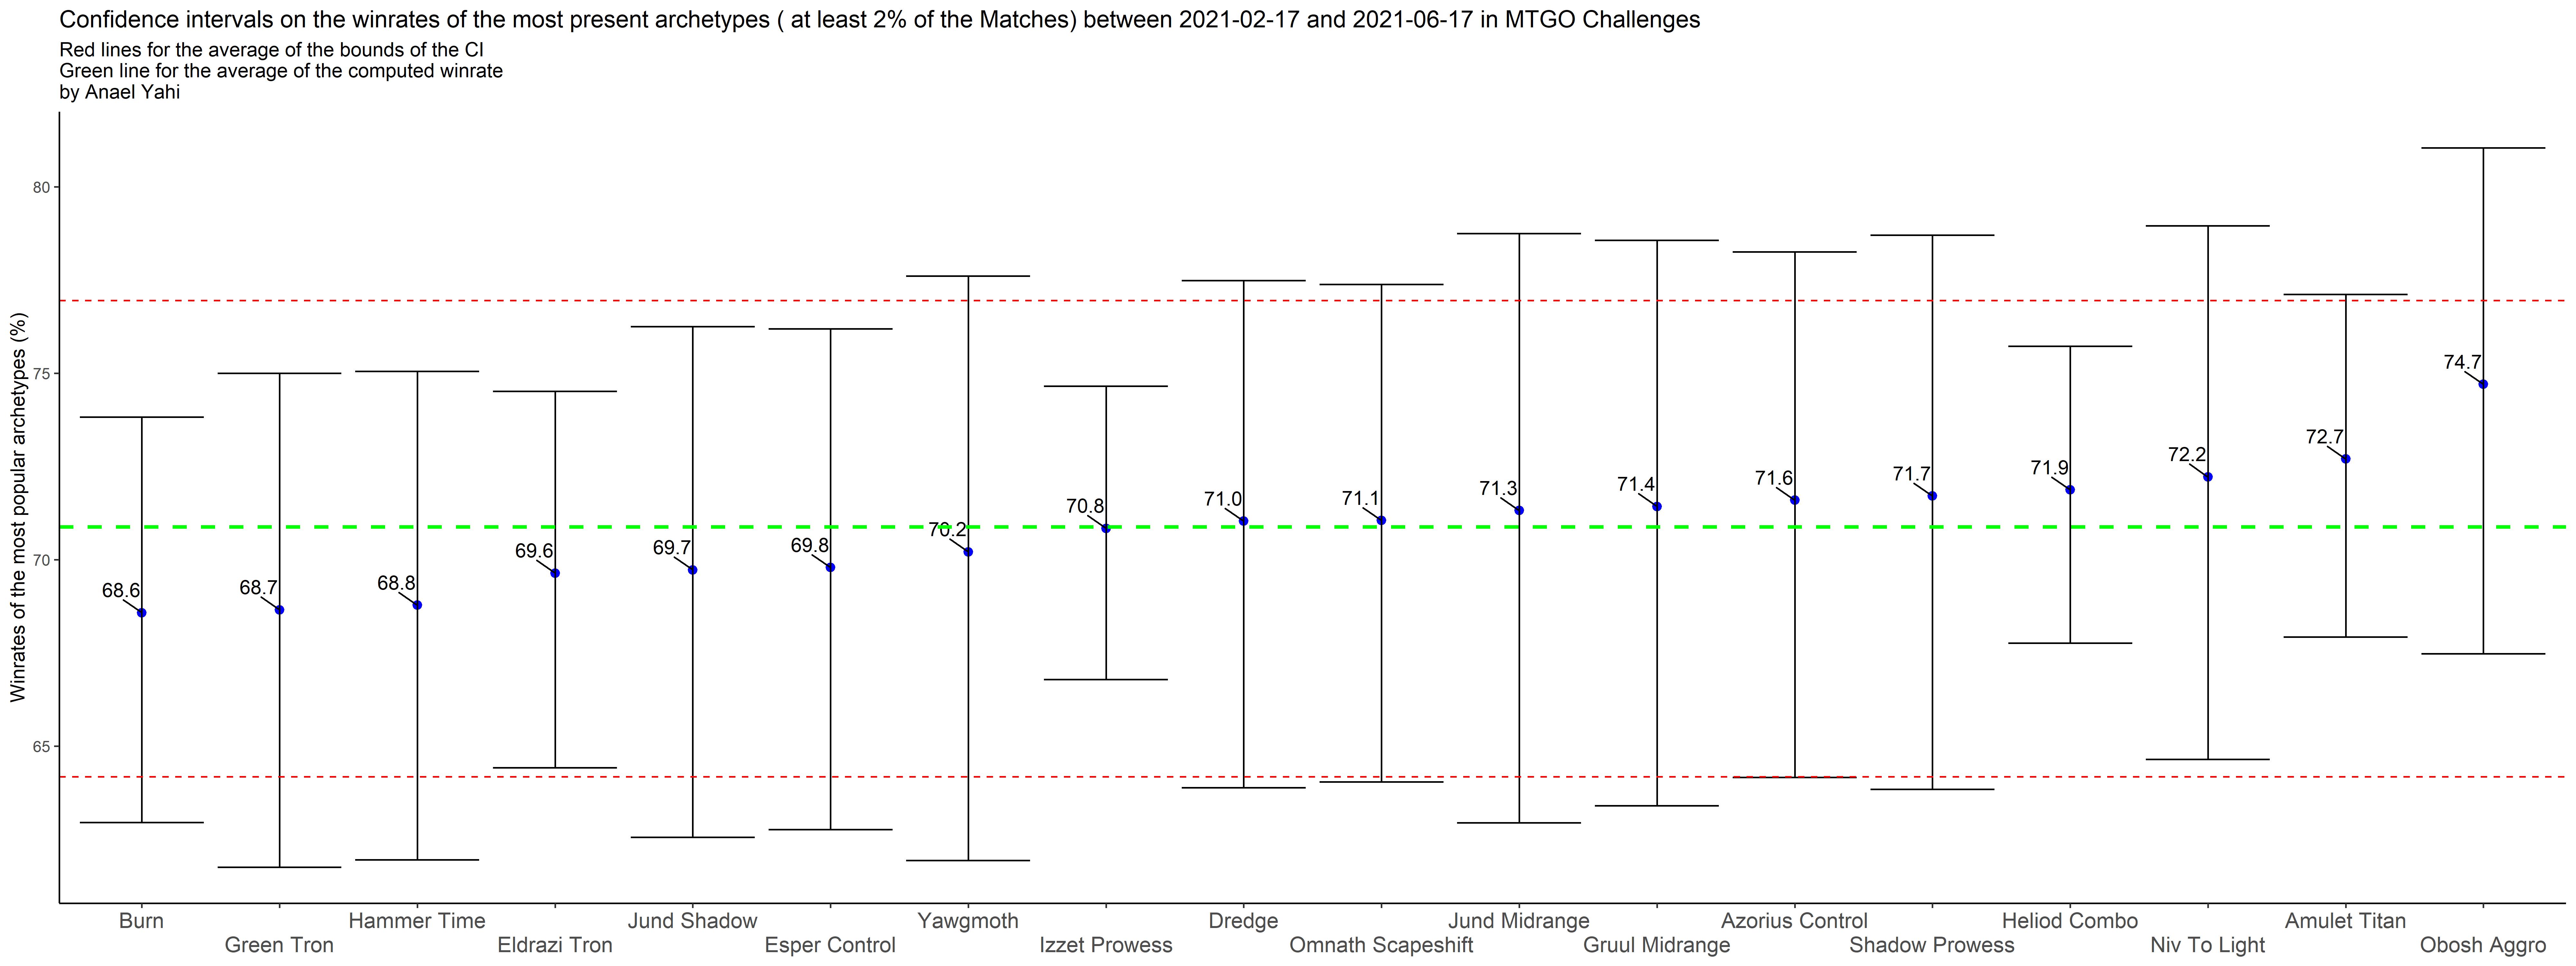 Confidence intervals on the winrates of the most present archetypes ( at least 2% of the Matches) between 2021-02-17 and 2021-06-17 in MTGO Challenges
Red lines for the average of the bounds of the CI
Green line for the average of the computed winrate
by Anael Yahi
Winrates of the most popular archetypes (%)
80
75
70
65
68.6
68.7
68.8
69.6
69.7
69.8
70.2
70.8
71.0
71.1
71.3
71.4
71.6
71.7
71.9
72.2
72.7
74.7
Burn
Green Tron
Hammer Time
Eldrazi Tron
Jund Shadow
Esper Control
Yawgmoth
Izzet Prowess
Dredge
Omnath Scapeshift
Jund Midrange
Gruul Midrange
Azorius Control
Shadow Prowess
Heliod Combo
Niv To Light
Amulet Titan
Obosh Aggro